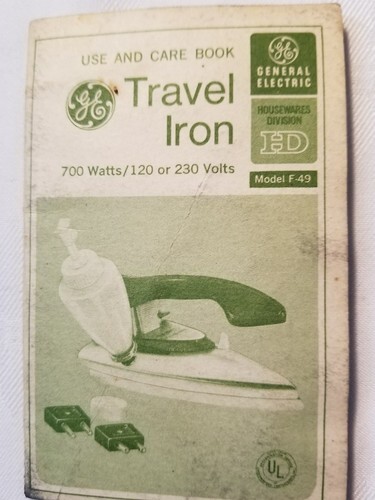 USE AND CARE BOOK
GE
Travel
Iron
700 Watts/120 or 230 Volts
GE
GENERAL
ELECTRIC
HOUSEWARES
DIVISION
HD
Model F-49
UL